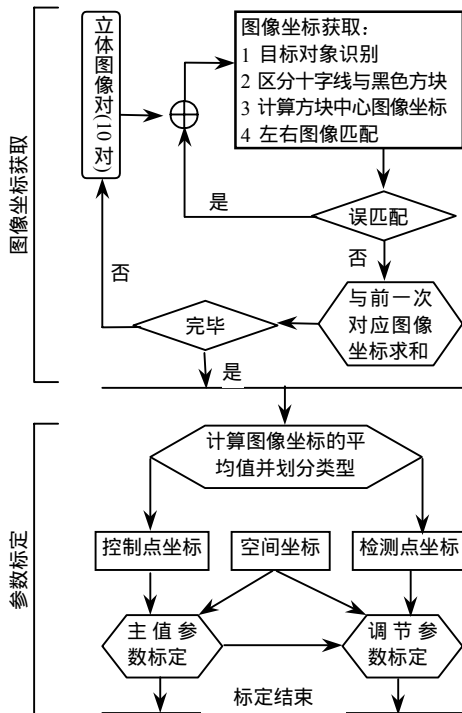 图像坐标获取
立体图像对(10 对)
图像坐标获取：
1 目标对象识别
2 区分十字线与黑色方块
3 计算方块中心图像坐标
4 左右图像匹配
是
误匹配
否
否
与前一次
对应图像
坐标求和
完毕
是
参数标定
计算图像坐标的平
均值并划分类型
控制点坐标
空间坐标
检测点坐标
主 值 参
数标定
调 节 参
数标定
标定结束